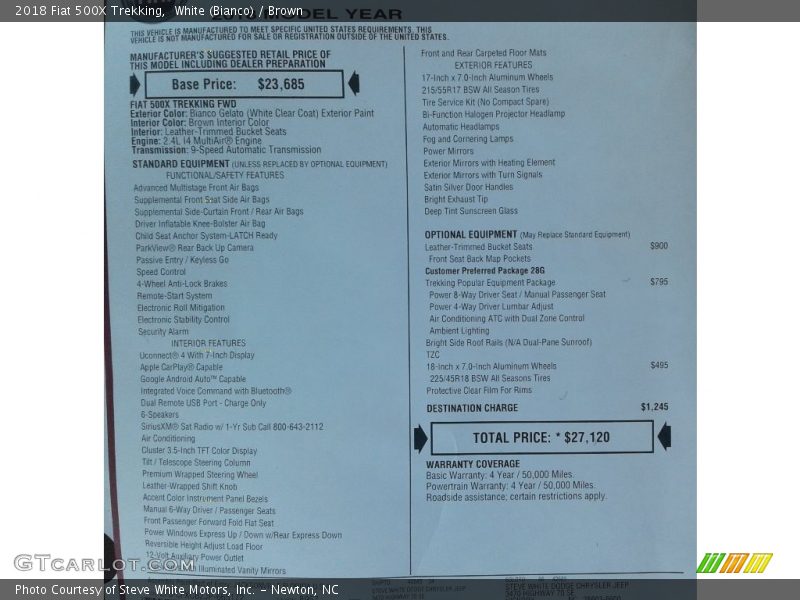 2018 Fiat 500X Trekking,  White (Bianco) / Brown
2018 MODEL YEAR
THIS VEHICLE IS MANUFACTURED TO MEET SPECIFIC UNITED STATES REQUIREMENTS. THIS
VEHICLE IS NOT MANUFACTURED FOR SALE OR REGISTRATION OUTSIDE OF THE UNITED STATES.
MANUFACTURER'S SUGGESTED RETAIL PRICE OF
THIS MODEL INCLUDING DEALER PREPARATION
Base Price: $23,685
FIAT 500X TREKKING FWD
Exterior Color: Bianco Gelato (White Clear Coat) Exterior Paint
Interior Color: Brown Interior Color
Interior: Leather-Trimmed Bucket Seats
Engine: 2.4L I4 MultiAir® Engine
Transmission: 9-Speed Automatic Transmission
STANDARD EQUIPMENT (UNLESS REPLACED BY OPTIONAL EQUIPMENT)
FUNCTIONAL/SAFETY FEATURES
Advanced Multistage Front Air Bags
Supplemental Front Seat Side Air Bags
Supplemental Side-Curtain Front / Rear Air Bags
Driver Inflatable Knee-Bolster Air Bag
Child Seat Anchor System-LATCH Ready
ParkView® Rear Back Up Camera
Passive Entry / Keyless Go
Speed Control
4-Wheel Anti-Lock Brakes
Remote-Start System
Electronic Roll Mitigation
Electronic Stability Control
Security Alarm
INTERIOR FEATURES
Uconnect® 4 With 7-Inch Display
Apple CarPlay® Capable
Google Android Auto™ Capable
Integrated Voice Command with Bluetooth®
Dual Remote USB Port - Charge Only
6-Speakers
SiriusXM® Sat Radio w/ 1-Yr Sub Call 800-643-2112
Air Conditioning
Cluster 3.5-Inch TFT Color Display
Tilt / Telescope Steering Column
Premium Wrapped Steering Wheel
Leather-Wrapped Shift Knob
Accent Color Instrument Panel Bezels
Manual 6-Way Driver / Passenger Seats
Front Passenger Forward Fold Flat Seat
Power Windows Express Up / Down w/Rear Express Down
Reversible Height Adjust Load Floor
12-Volt Auxiliary Power Outlet
Illuminated Vanity Mirrors
Front and Rear Carpeted Floor Mats
EXTERIOR FEATURES
17-Inch x 7.0-Inch Aluminum Wheels
215/55R17 BSW All Season Tires
Tire Service Kit (No Compact Spare)
Bi-Function Halogen Projector Headlamp
Automatic Headlamps
Fog and Cornering Lamps
Power Mirrors
Exterior Mirrors with Heating Element
Exterior Mirrors with Turn Signals
Satin Silver Door Handles
Bright Exhaust Tip
Deep Tint Sunscreen Glass
OPTIONAL EQUIPMENT (May Replace Standard Equipment)
Leather-Trimmed Bucket Seats $900
Front Seat Back Map Pockets
Customer Preferred Package 28G
Trekking Popular Equipment Package $795
Power 8-Way Driver Seat / Manual Passenger Seat
Power 4-Way Driver Lumbar Adjust
Air Conditioning ATC with Dual Zone Control
Ambient Lighting
Bright Side Roof Rails (N/A Dual-Pane Sunroof)
TZC
18-Inch x 7.0-Inch Aluminum Wheels $495
225/45R18 BSW All Seasons Tires
Protective Clear Film For Rims
DESTINATION CHARGE $1,245
TOTAL PRICE: * $27,120
WARRANTY COVERAGE
Basic Warranty: 4 Year / 50,000 Miles.
Powertrain Warranty: 4 Year / 50,000 Miles.
Roadside assistance; certain restrictions apply.
STEVE WHITE DODGE CHRYSLER JEEP
STEVE WHITE DODGE CHRYSLER JEEP
3470 HIGHWAY 70 SE
GTcarlot.com
Photo Courtesy of Steve White Motors, Inc. - Newton, NC